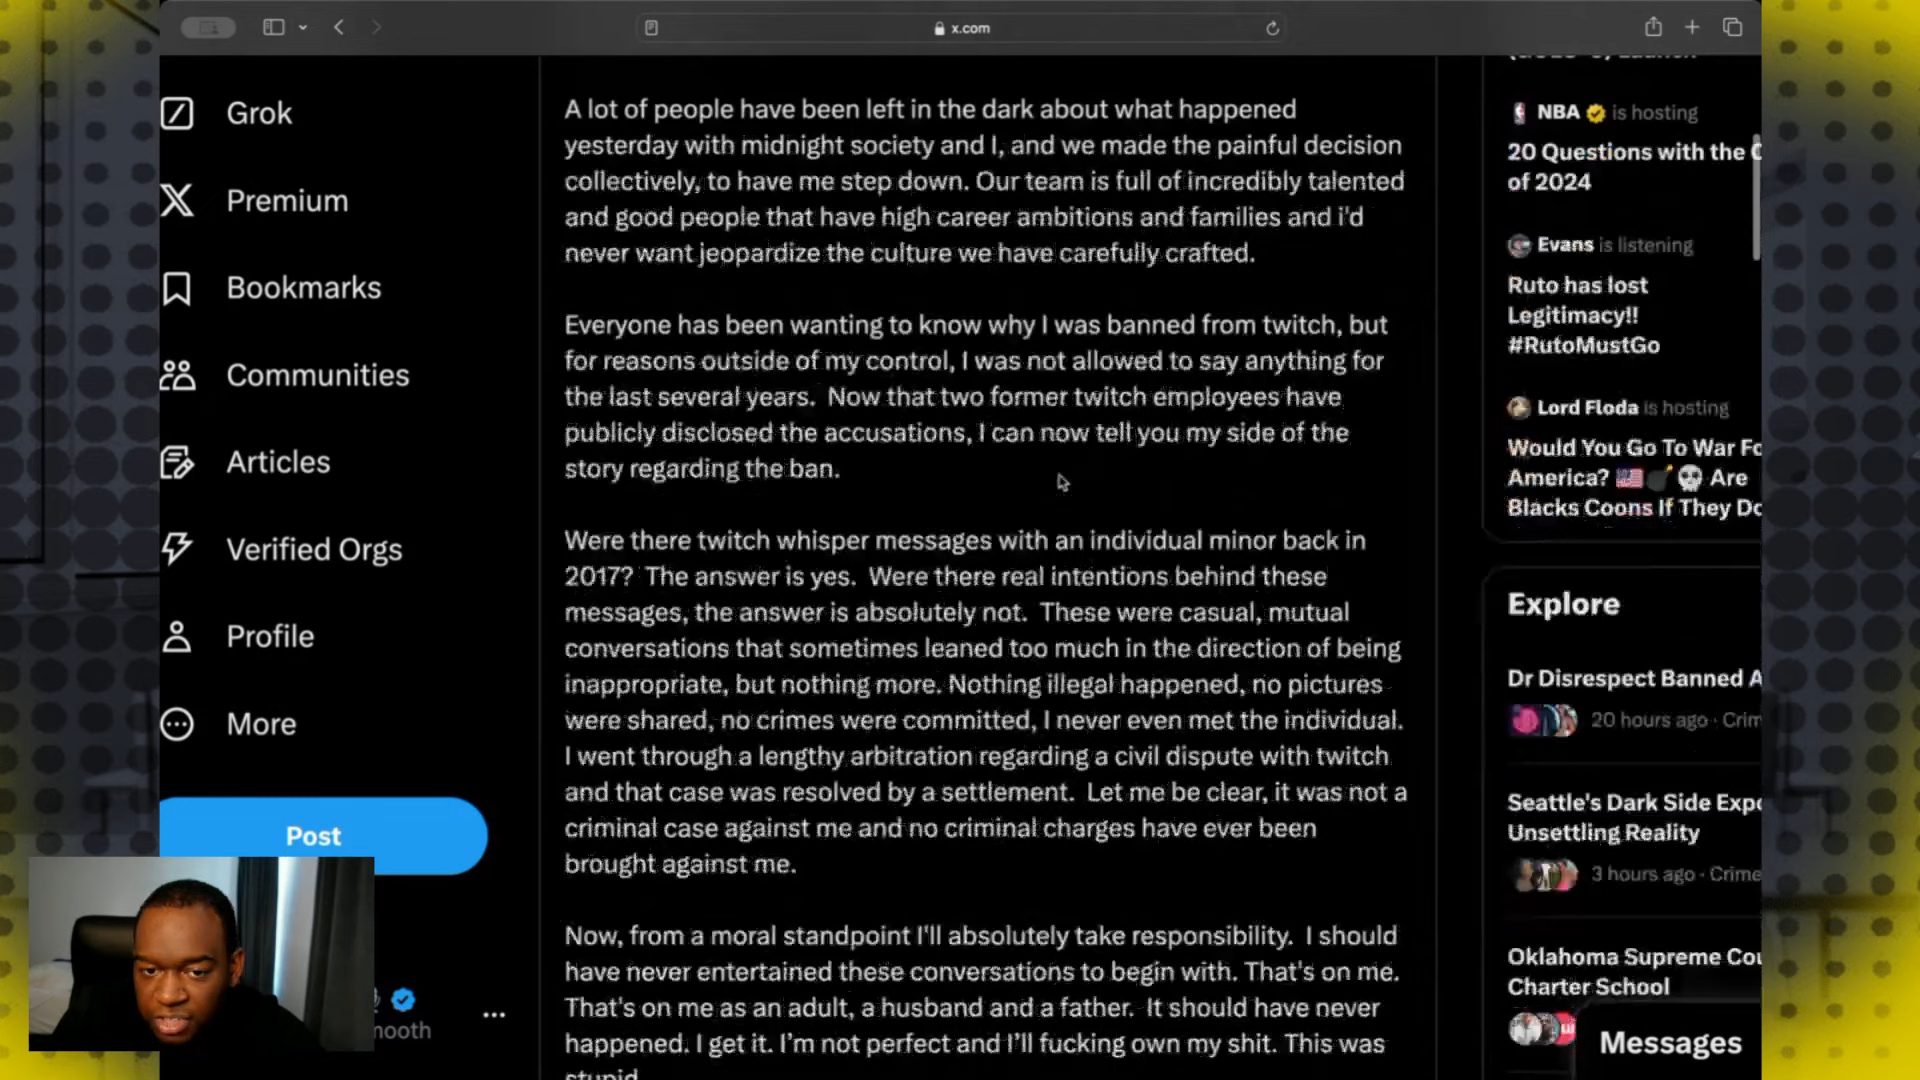 x.com
Grok
Premium
Bookmarks
Communities
Articles
Verified Orgs
Profile
More
Post
mooth
A lot of people have been left in the dark about what happened
yesterday with midnight society and I, and we made the painful decision
collectively, to have me step down. Our team is full of incredibly talented
and good people that have high career ambitions and families and i'd
never want jeopardize the culture we have carefully crafted.
Everyone has been wanting to know why I was banned from twitch, but
for reasons outside of my control, I was not allowed to say anything for
the last several years. Now that two former twitch employees have
publicly disclosed the accusations, I can now tell you my side of the
story regarding the ban.
Were there twitch whisper messages with an individual minor back in
2017? The answer is yes. Were there real intentions behind these
messages, the answer is absolutely not. These were casual, mutual
conversations that sometimes leaned too much in the direction of being
inappropriate, but nothing more. Nothing illegal happened, no pictures
were shared, no crimes were committed, I never even met the individual.
I went through a lengthy arbitration regarding a civil dispute with twitch
and that case was resolved by a settlement. Let me be clear, it was not a
criminal case against me and no criminal charges have ever been
brought against me.
Now, from a moral standpoint I'll absolutely take responsibility. I should
have never entertained these conversations to begin with. That's on me.
That's on me as an adult, a husband and a father. It should have never
happened. I get it. I'm not perfect and I'll fucking own my shit. This was
stupid
NBA is hosting
20 Questions with the
of 2024
Evans is listening
Ruto has lost
Legitimacy!!
#RutoMustGo
Lord Floda is hosting
Would You Go To War Fo
America? 🇺🇸 💣 💀 Are
Blacks Coons If They Do
Explore
Dr Disrespect Banned A
20 hours ago · Crim
Seattle's Dark Side Expo
Unsettling Reality
3 hours ago · Crime
Oklahoma Supreme Cou
Charter School
Messages